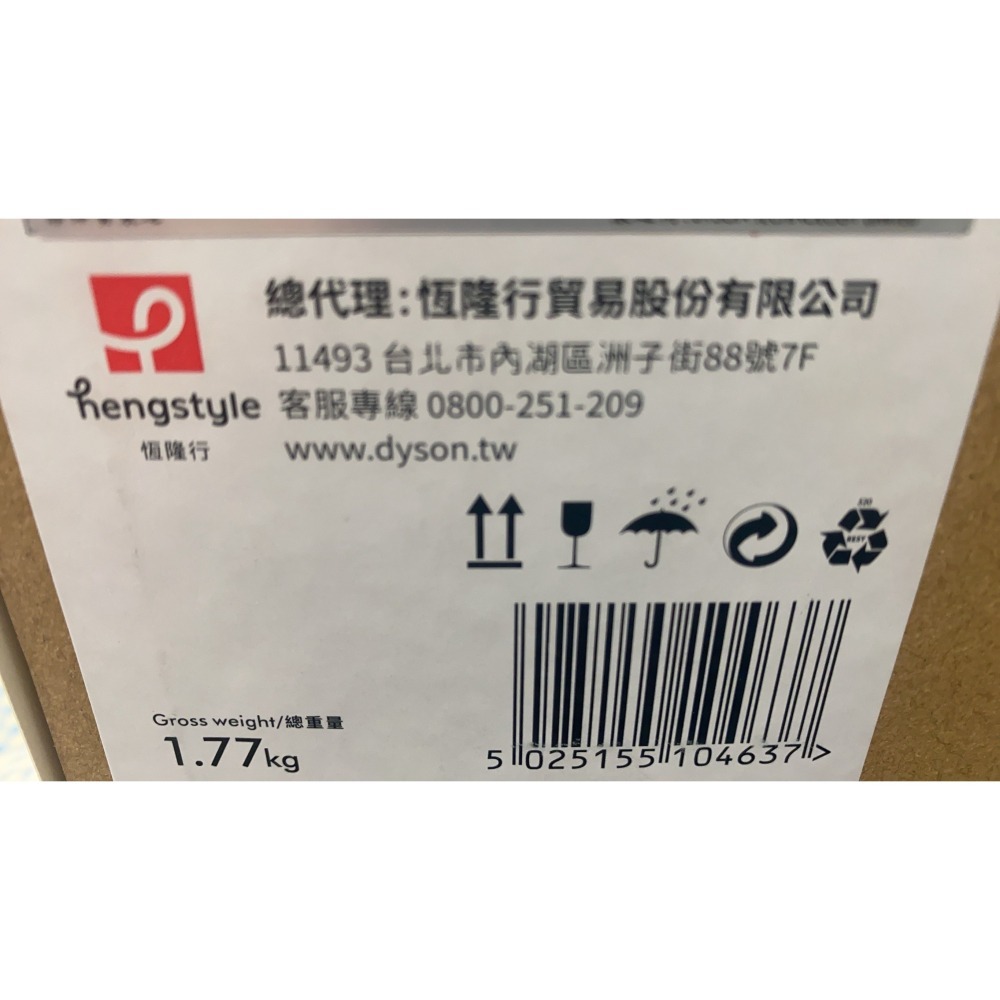 總代理:恆隆行貿易股份有限公司
11493 台北市內湖區洲子街88號7F
hengstyle
恆隆行
客服專線 0800-251-209
www.dyson.tw
Gross weight/總重量
1.77kg
5 025155 104637 >